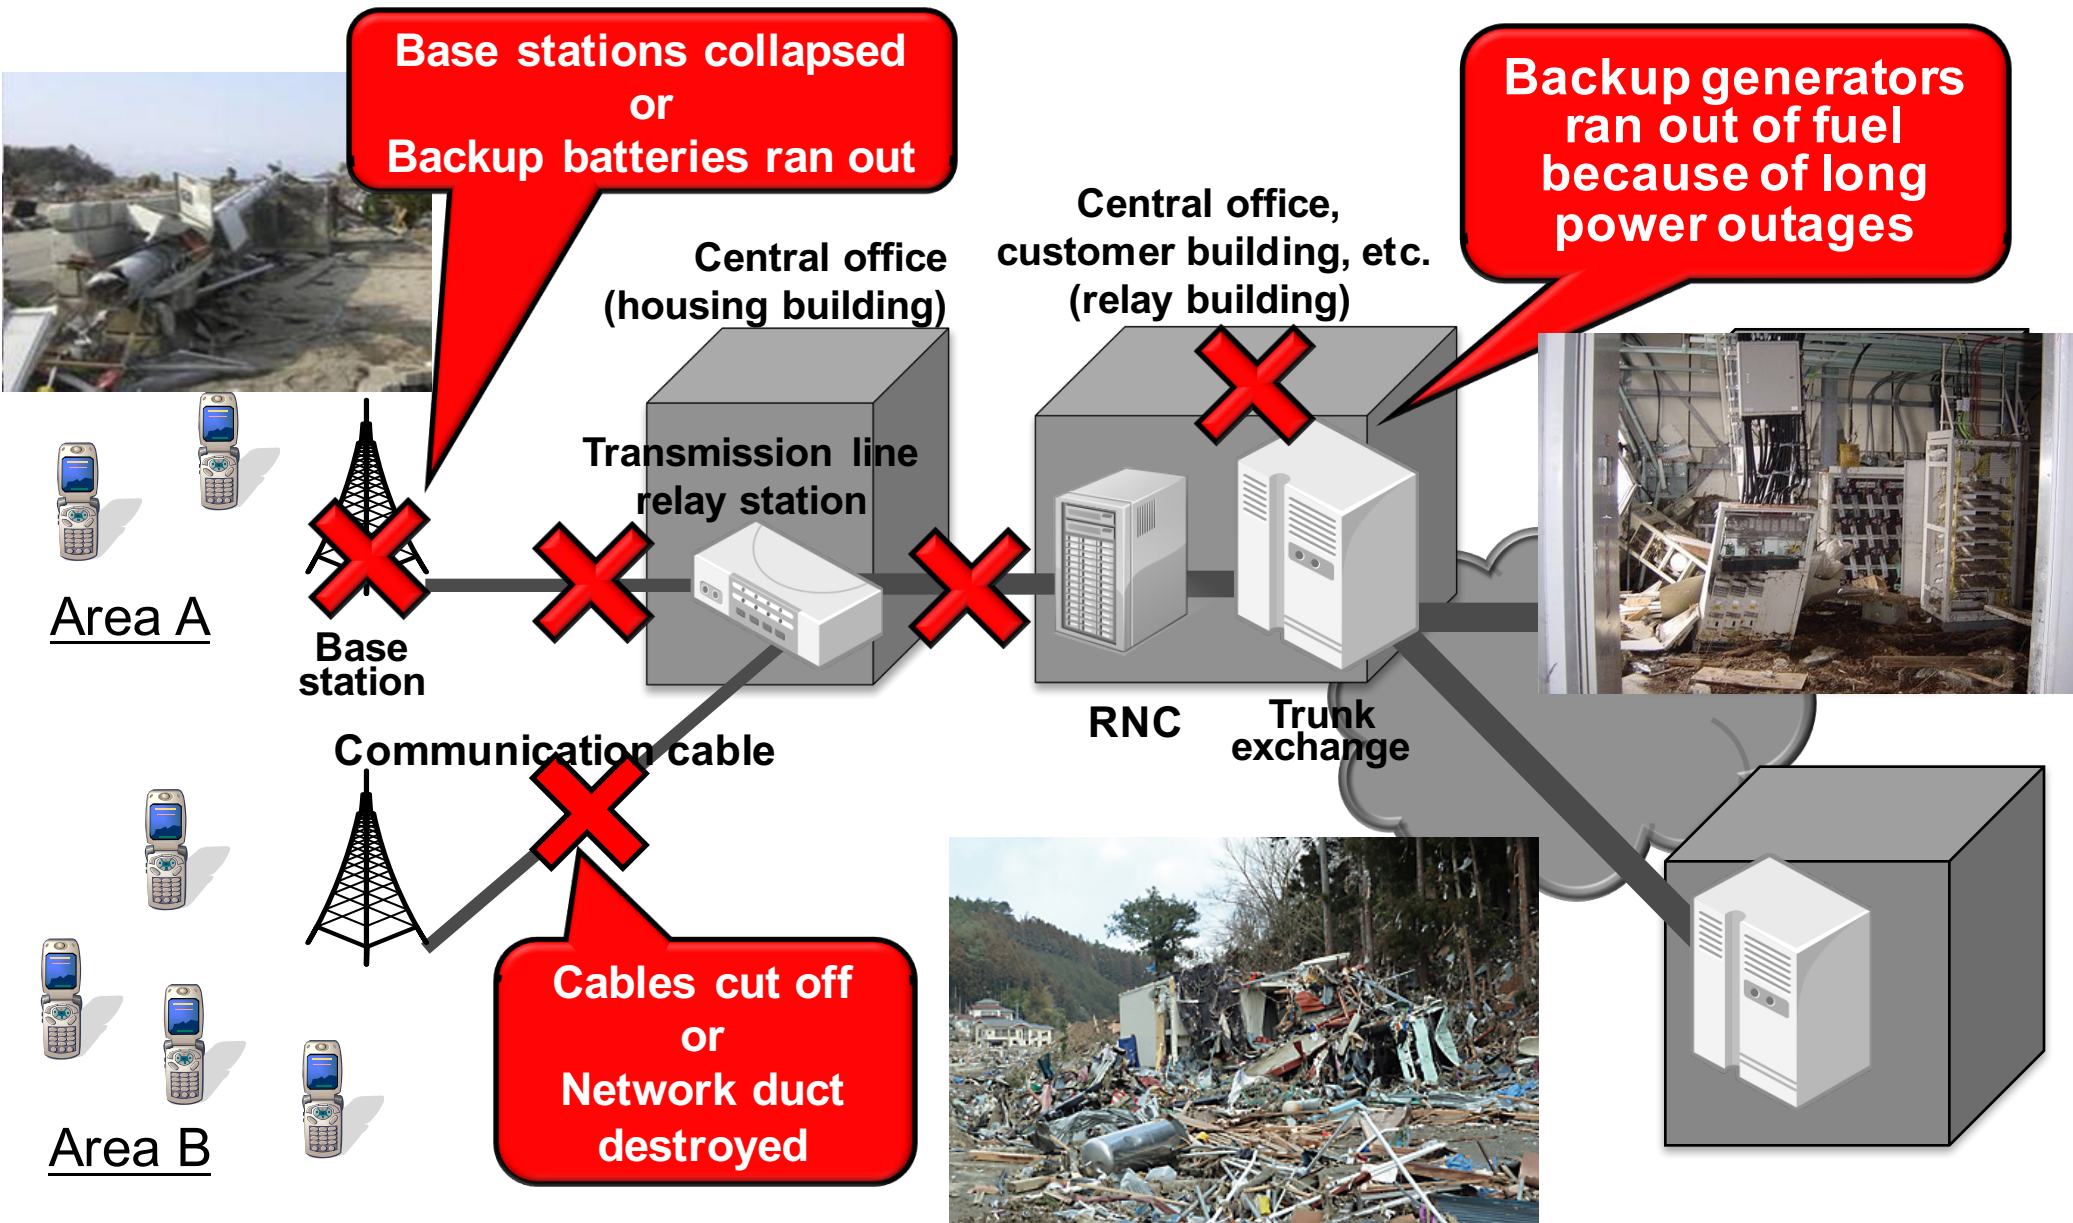 Base stations collapsed
or
Backup batteries ran out
Backup generators
ran out of fuel
because of long
power outages
Central office,
customer building, etc.
(relay building)
Central office
(housing building)
Transmission line
relay station
Area A
Base
station
RNC
Trunk
exchange
Communication cable
Cables cut off
or
Network duct
destroyed
Area B